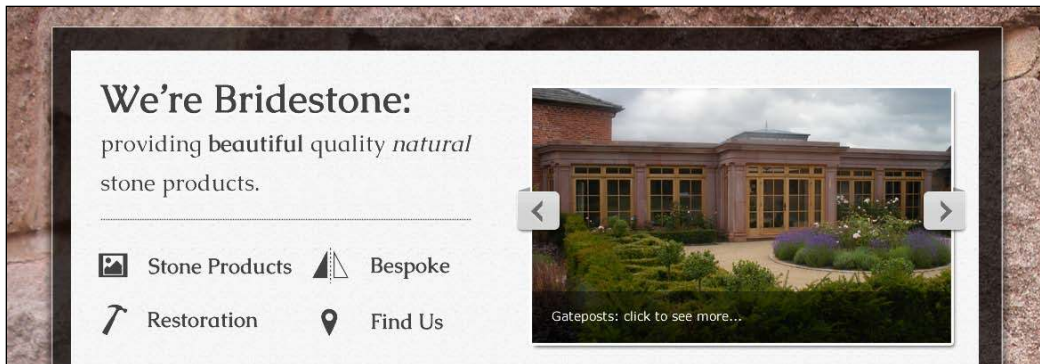 We're Bridestone:
providing beautiful quality natural
stone products.
Stone Products
Bespoke
Restoration
Find Us
Gateposts: click to see more...